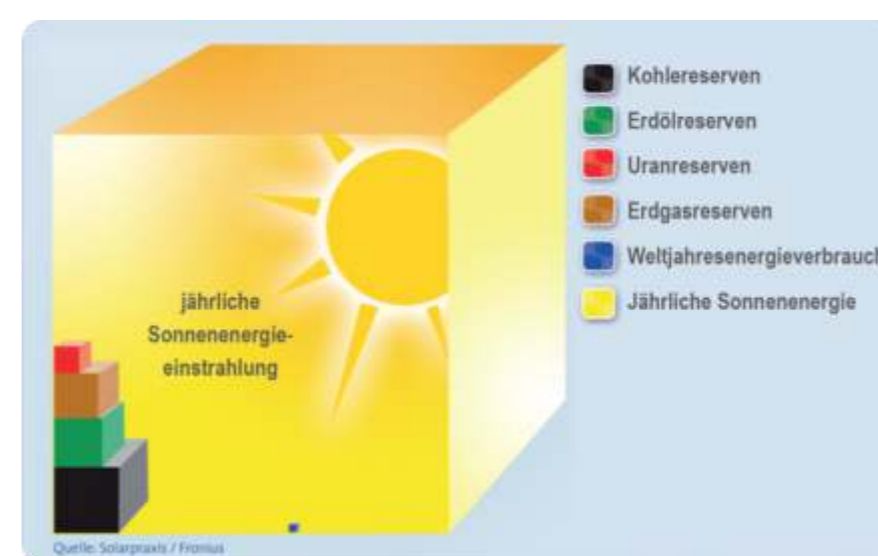 Kohlereserven
Erdölreserven
Uranreserven
Erdgasreserven
Weltjahresenergieverbrauch
Jährliche Sonnenenergie
jährliche
Sonnenenergie-
einstrahlung
Quelle: Solarpraxis / Fronius